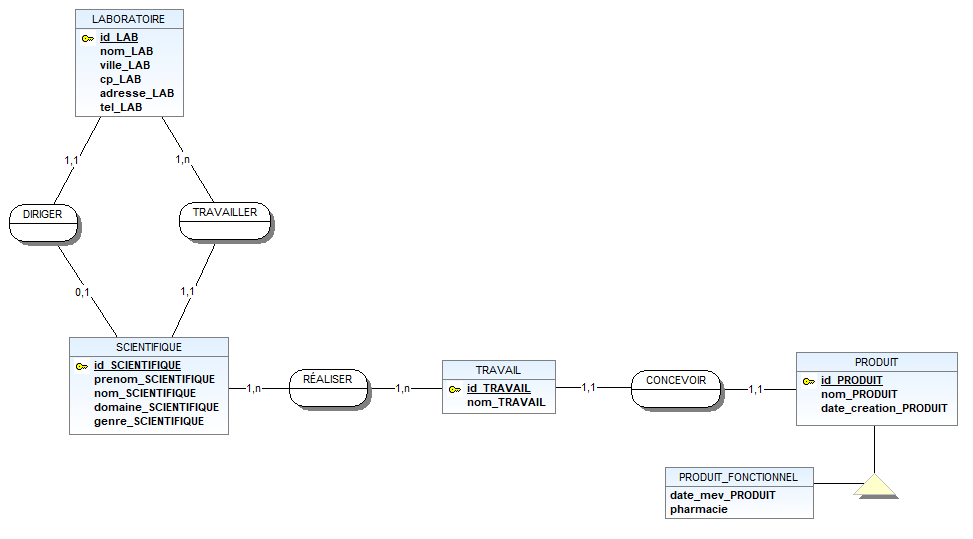 LABORATOIRE
id_LAB
nom_LAB
ville_LAB
cp_LAB
adresse_LAB
tel_LAB
1,1
1,n
DIRIGER
TRAVAILLER
0,1
1,1
SCIENTIFIQUE
id_SCIENTIFIQUE
prenom_SCIENTIFIQUE
nom_SCIENTIFIQUE
domaine_SCIENTIFIQUE
genre_SCIENTIFIQUE
1,n
RÉALISER
1,n
TRAVAIL
id_TRAVAIL
nom_TRAVAIL
1,1
CONCEVOIR
1,1
PRODUIT
id_PRODUIT
nom_PRODUIT
date_creation_PRODUIT
PRODUIT_FONCTIONNEL
date_mev_PRODUIT
pharmacie